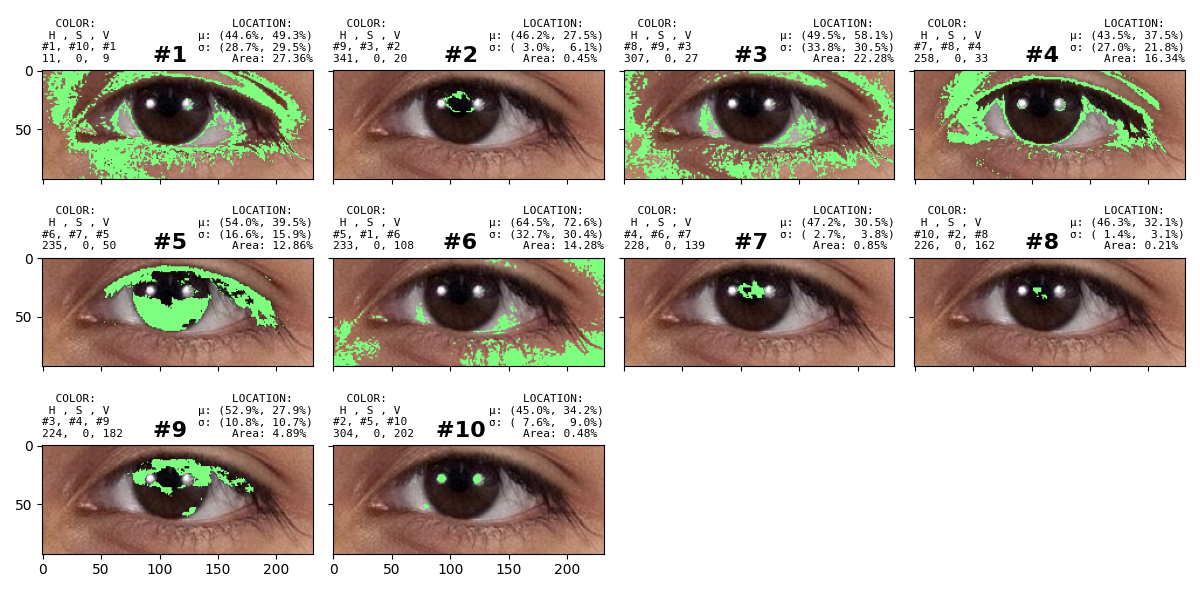 COLOR: LOCATION:
H , S , V μ: (44.6%, 49.3%)
#1, #10, #1 σ: (28.7%, 29.5%)
11, 0, 9 #1 Area: 27.36%
COLOR: LOCATION:
H , S , V μ: (46.2%, 27.5%)
#9, #3, #2 σ: ( 3.0%, 6.1%)
341, 0, 20 #2 Area: 0.45%
COLOR: LOCATION:
H , S , V μ: (49.5%, 58.1%)
#8, #9, #3 σ: (33.8%, 30.5%)
307, 0, 27 #3 Area: 22.28%
COLOR: LOCATION:
H , S , V μ: (43.5%, 37.5%)
#7, #8, #4 σ: (27.0%, 21.8%)
258, 0, 33 #4 Area: 16.34%
0
50
COLOR: LOCATION:
H , S , V μ: (54.0%, 39.5%)
#6, #7, #5 σ: (16.6%, 15.9%)
235, 0, 50 #5 Area: 12.86%
COLOR: LOCATION:
H , S , V μ: (64.5%, 72.6%)
#5, #1, #6 σ: (32.7%, 30.4%)
233, 0, 108 #6 Area: 14.28%
COLOR: LOCATION:
H , S , V μ: (47.2%, 30.5%)
#4, #6, #7 σ: ( 2.7%, 3.8%)
228, 0, 139 #7 Area: 0.85%
COLOR: LOCATION:
H , S , V μ: (46.3%, 32.1%)
#10, #2, #8 σ: ( 1.4%, 3.1%)
226, 0, 162 #8 Area: 0.21%
0
50
COLOR: LOCATION:
H , S , V μ: (52.9%, 27.9%)
#3, #4, #9 σ: (10.8%, 10.7%)
224, 0, 182 #9 Area: 4.89%
COLOR: LOCATION:
H , S , V μ: (45.0%, 34.2%)
#2, #5, #10 σ: ( 7.6%, 9.0%)
304, 0, 202 #10 Area: 0.48%
0
50
0 50 100 150 200
0 50 100 150 200